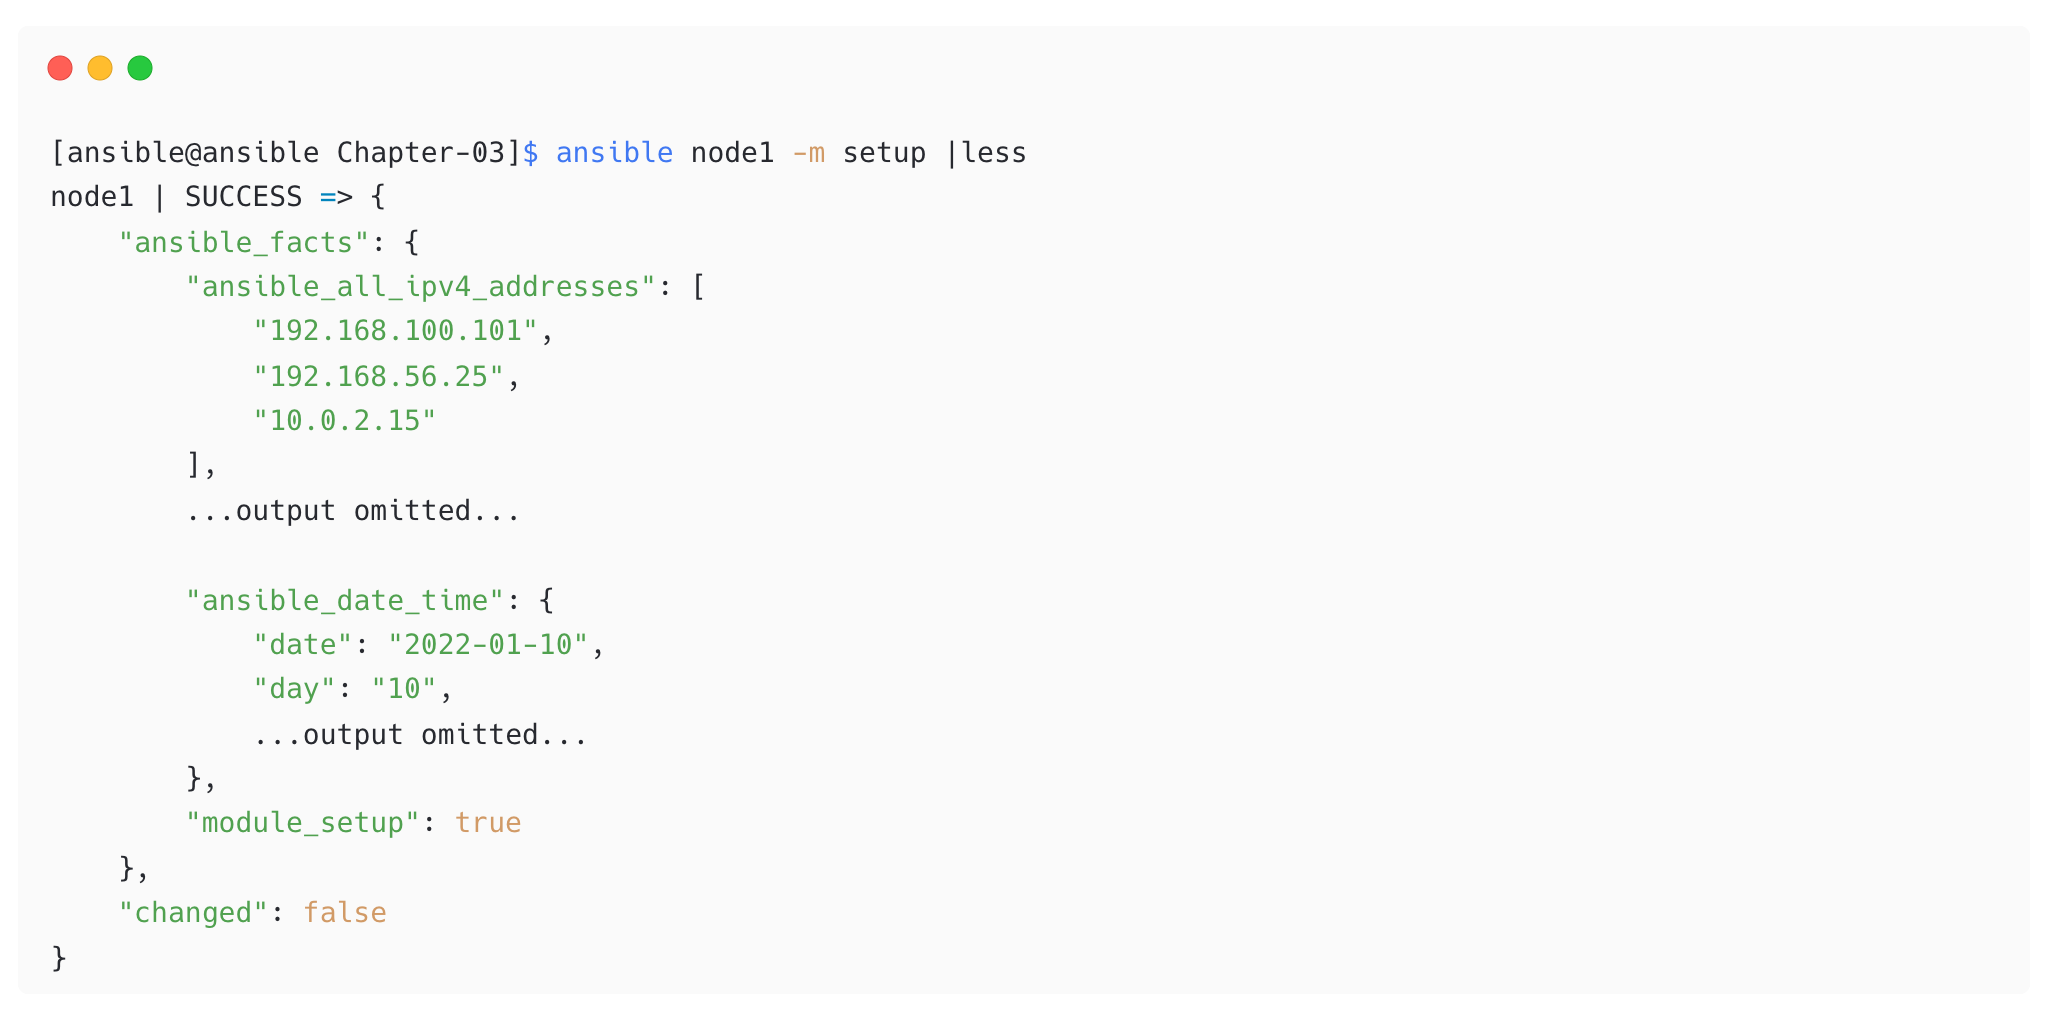 [ansible@ansible Chapter-03]$ ansible node1 -m setup |less
node1 | SUCCESS => {
    "ansible_facts": {
        "ansible_all_ipv4_addresses": [
            "192.168.100.101",
            "192.168.56.25",
            "10.0.2.15"
        ],
        ...output omitted...

        "ansible_date_time": {
            "date": "2022-01-10",
            "day": "10",
            ...output omitted...
        },
        "module_setup": true
    },
    "changed": false
}